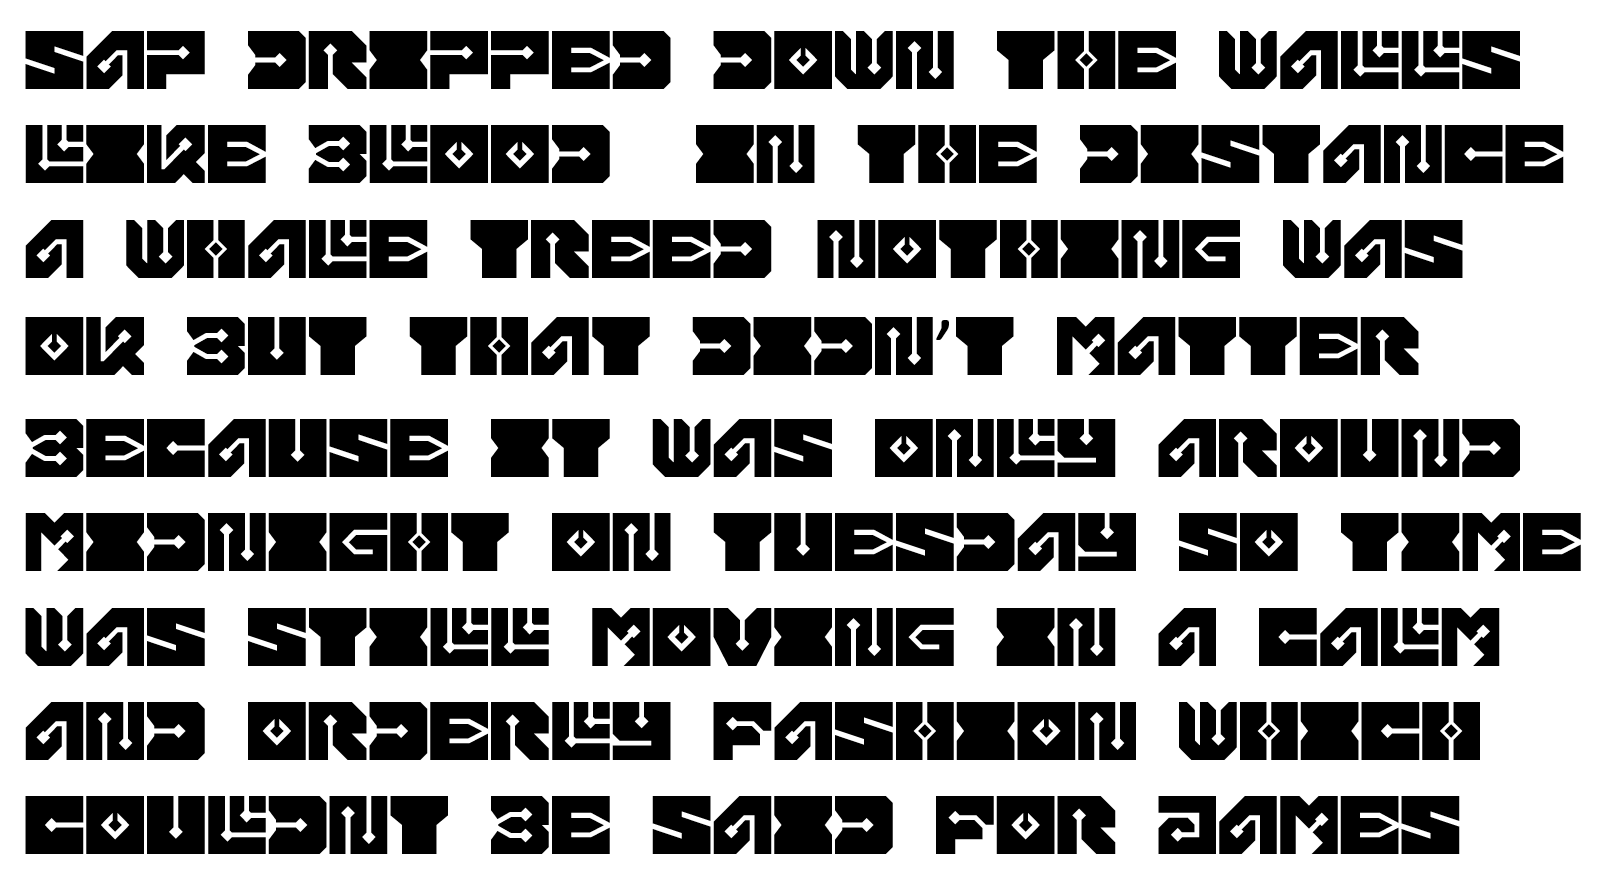 SAP DRIPPED DOWN THE WALLS
LIKE BLOOD IN THE DISTANCE
A WHALE TREED NOTHING WAS
OK BUT THAT DIDN'T MATTER
BECAUSE IT WAS ONLY AROUND
MIDNIGHT ON TUESDAY SO TIME
WAS STILL MOVING IN A CALM
AND ORDERLY FASHION WHICH
COULDNT BE SAID FOR JAMES